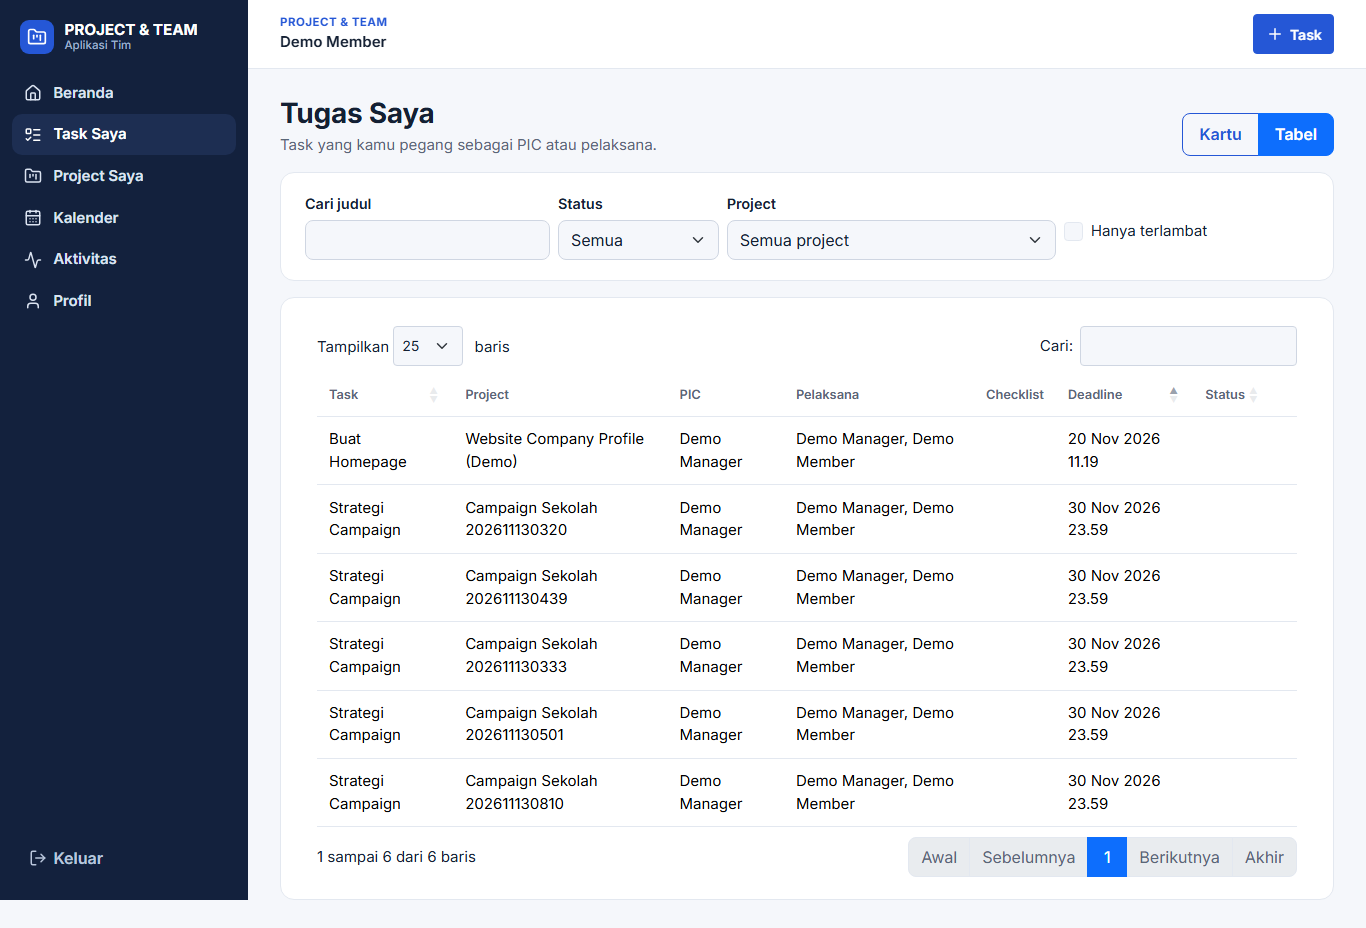 PROJECT & TEAM
Aplikasi Tim
Beranda
Task Saya
Project Saya
Kalender
Aktivitas
Profil
Keluar
PROJECT & TEAM
Demo Member
+ Task
Tugas Saya
Task yang kamu pegang sebagai PIC atau pelaksana.
Kartu
Tabel
Cari judul
Status
Semua
Project
Semua project
Hanya terlambat
Tampilkan 25 baris
Cari:
Task Project PIC Pelaksana Checklist Deadline Status
Buat Website Company Profile Demo Demo Manager, Demo 20 Nov 2026
Homepage (Demo) Manager Member 11.19
Strategi Campaign Sekolah Demo Demo Manager, Demo 30 Nov 2026
Campaign 202611130320 Manager Member 23.59
Strategi Campaign Sekolah Demo Demo Manager, Demo 30 Nov 2026
Campaign 202611130439 Manager Member 23.59
Strategi Campaign Sekolah Demo Demo Manager, Demo 30 Nov 2026
Campaign 202611130333 Manager Member 23.59
Strategi Campaign Sekolah Demo Demo Manager, Demo 30 Nov 2026
Campaign 202611130501 Manager Member 23.59
Strategi Campaign Sekolah Demo Demo Manager, Demo 30 Nov 2026
Campaign 202611130810 Manager Member 23.59
1 sampai 6 dari 6 baris
Awal Sebelumnya 1 Berikutnya Akhir